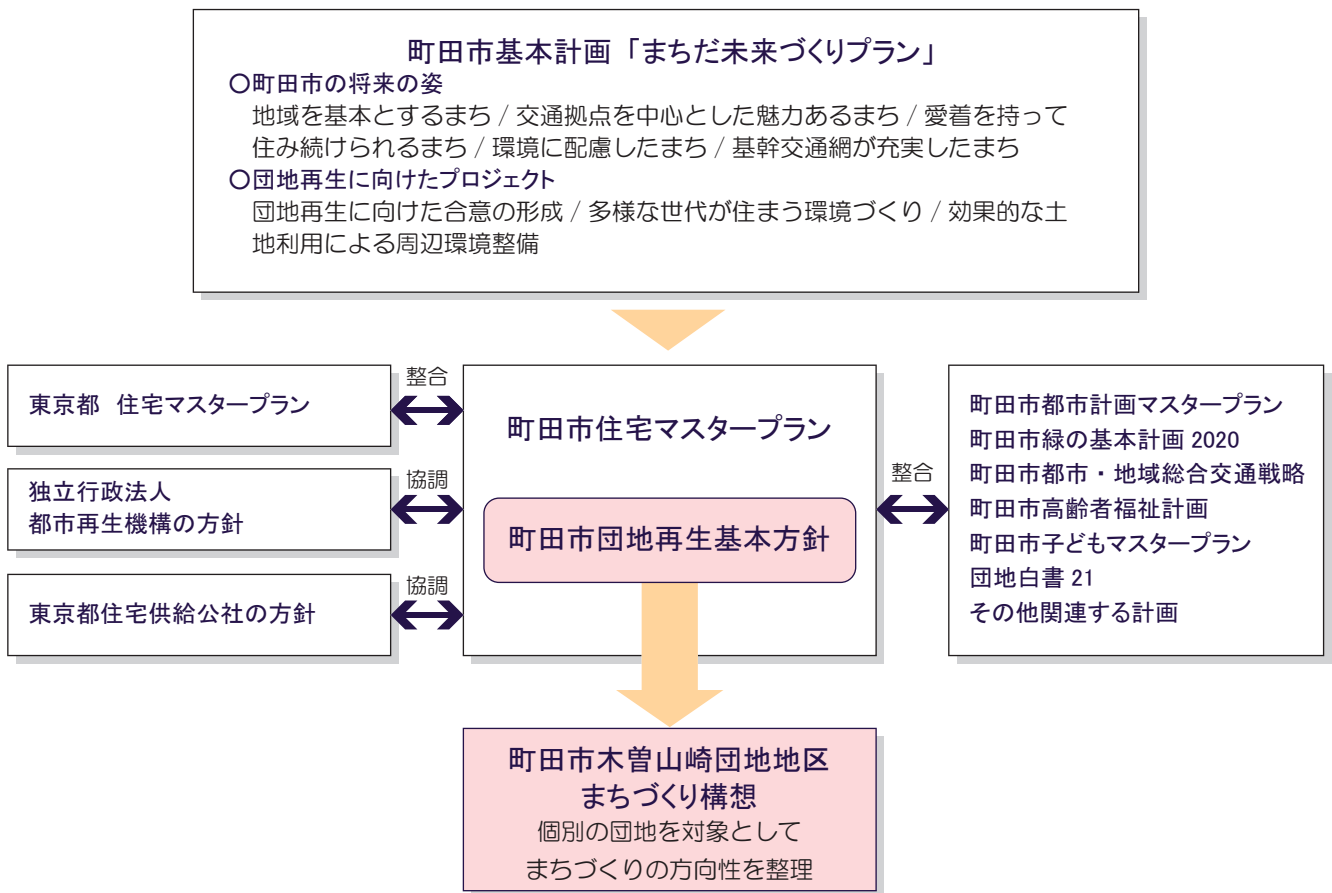 町田市基本計画「まちだ未来づくりプラン」
〇町田市の将来の姿
地域を基本とするまち / 交通拠点を中心とした魅力あるまち / 愛着を持って
住み続けられるまち / 環境に配慮したまち / 基幹交通網が充実したまち
〇団地再生に向けたプロジェクト
団地再生に向けた合意の形成 / 多様な世代が住まう環境づくり / 効果的な土
地利用による周辺環境整備
東京都 住宅マスタープラン
整合
独立行政法人
都市再生機構の方針
協調
東京都住宅供給公社の方針
協調
町田市住宅マスタープラン
町田市団地再生基本方針
整合
町田市都市計画マスタープラン
町田市緑の基本計画 2020
町田市都市・地域総合交通戦略
町田市高齢者福祉計画
町田市子どもマスタープラン
団地白書 21
その他関連する計画
町田市木曽山崎団地地区
まちづくり構想
個別の団地を対象として
まちづくりの方向性を整理